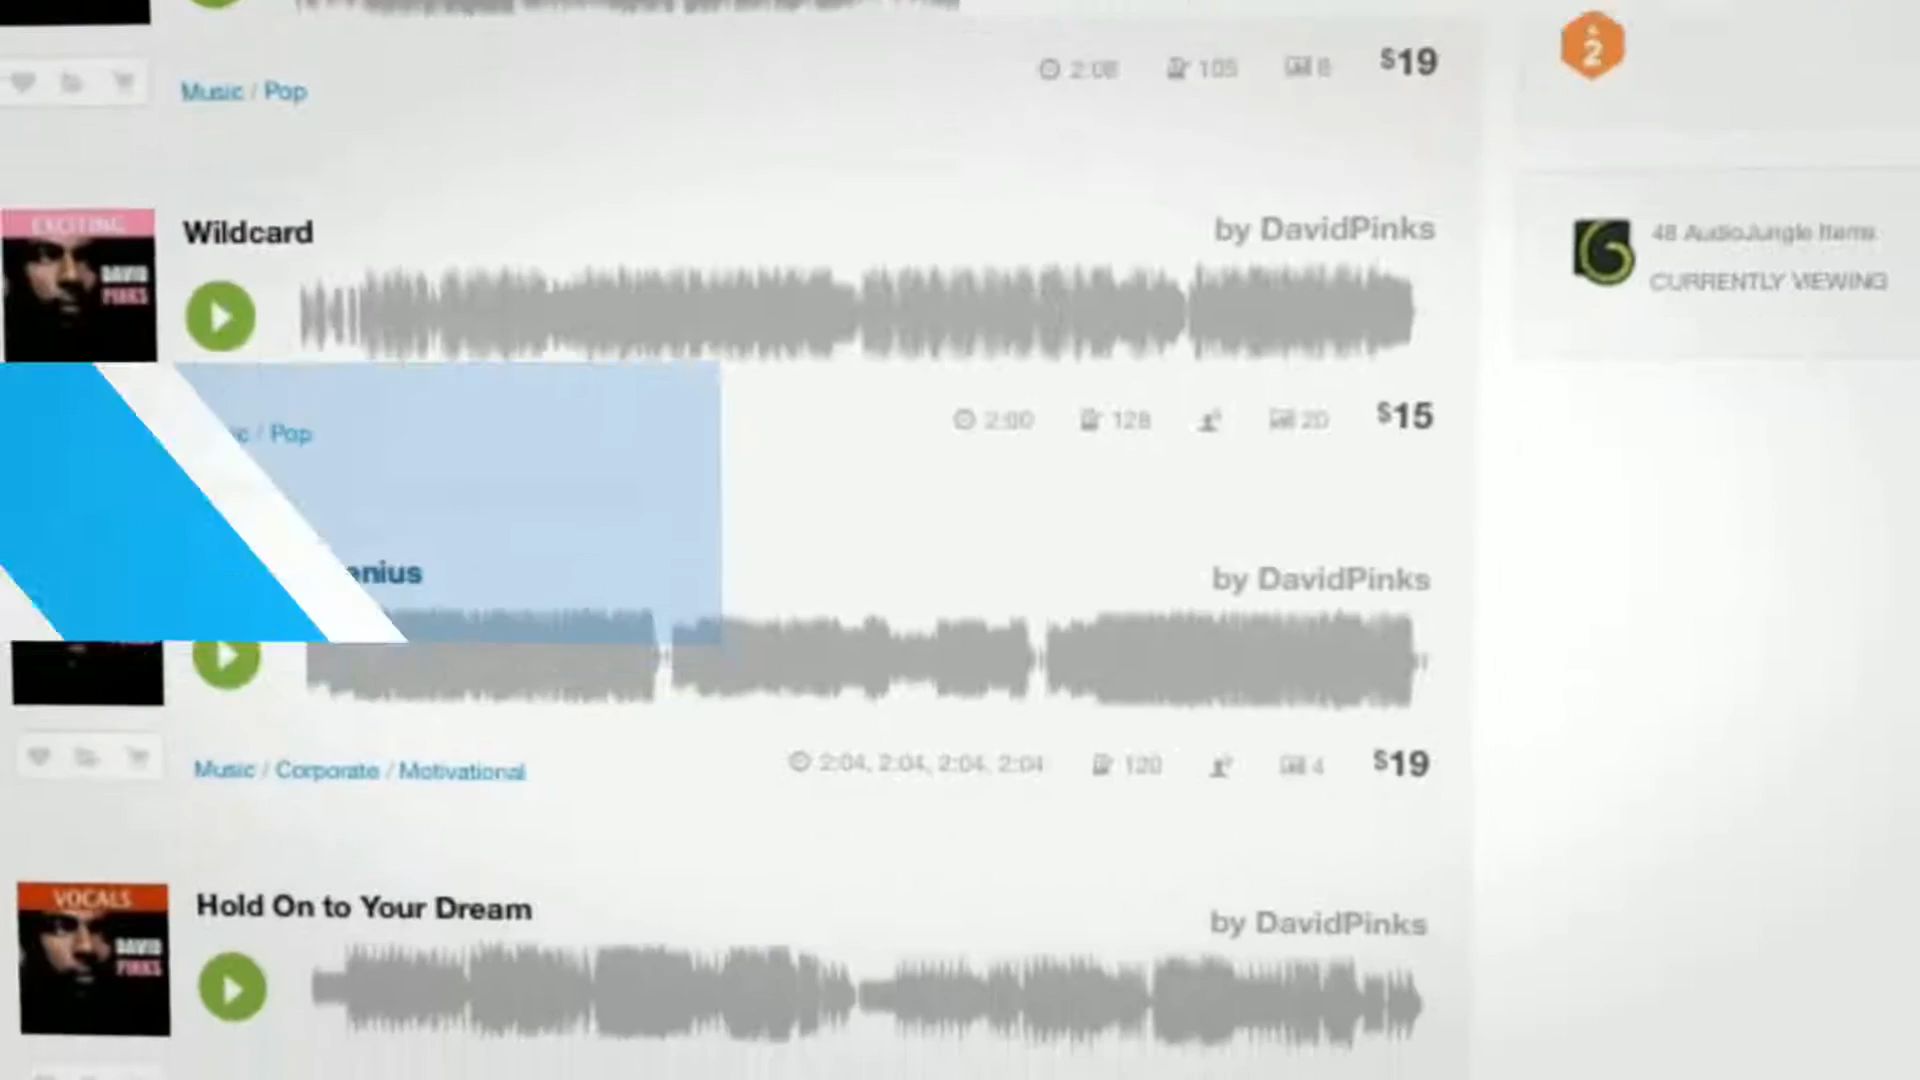 2:08 105 8 $19
2
Music / Pop
EXCITING
Wildcard
by DavidPinks
48 AudioJungle Items
DAVID
PINKS
CURRENTLY VIEWING
2:00 128 20 $15
/ Pop
by DavidPinks
Music / Corporate / Motivational
2:04, 2:04, 2:04, 2:04 120 4 $19
VOCALS
Hold On to Your Dream
by DavidPinks
DAVID
PINKS